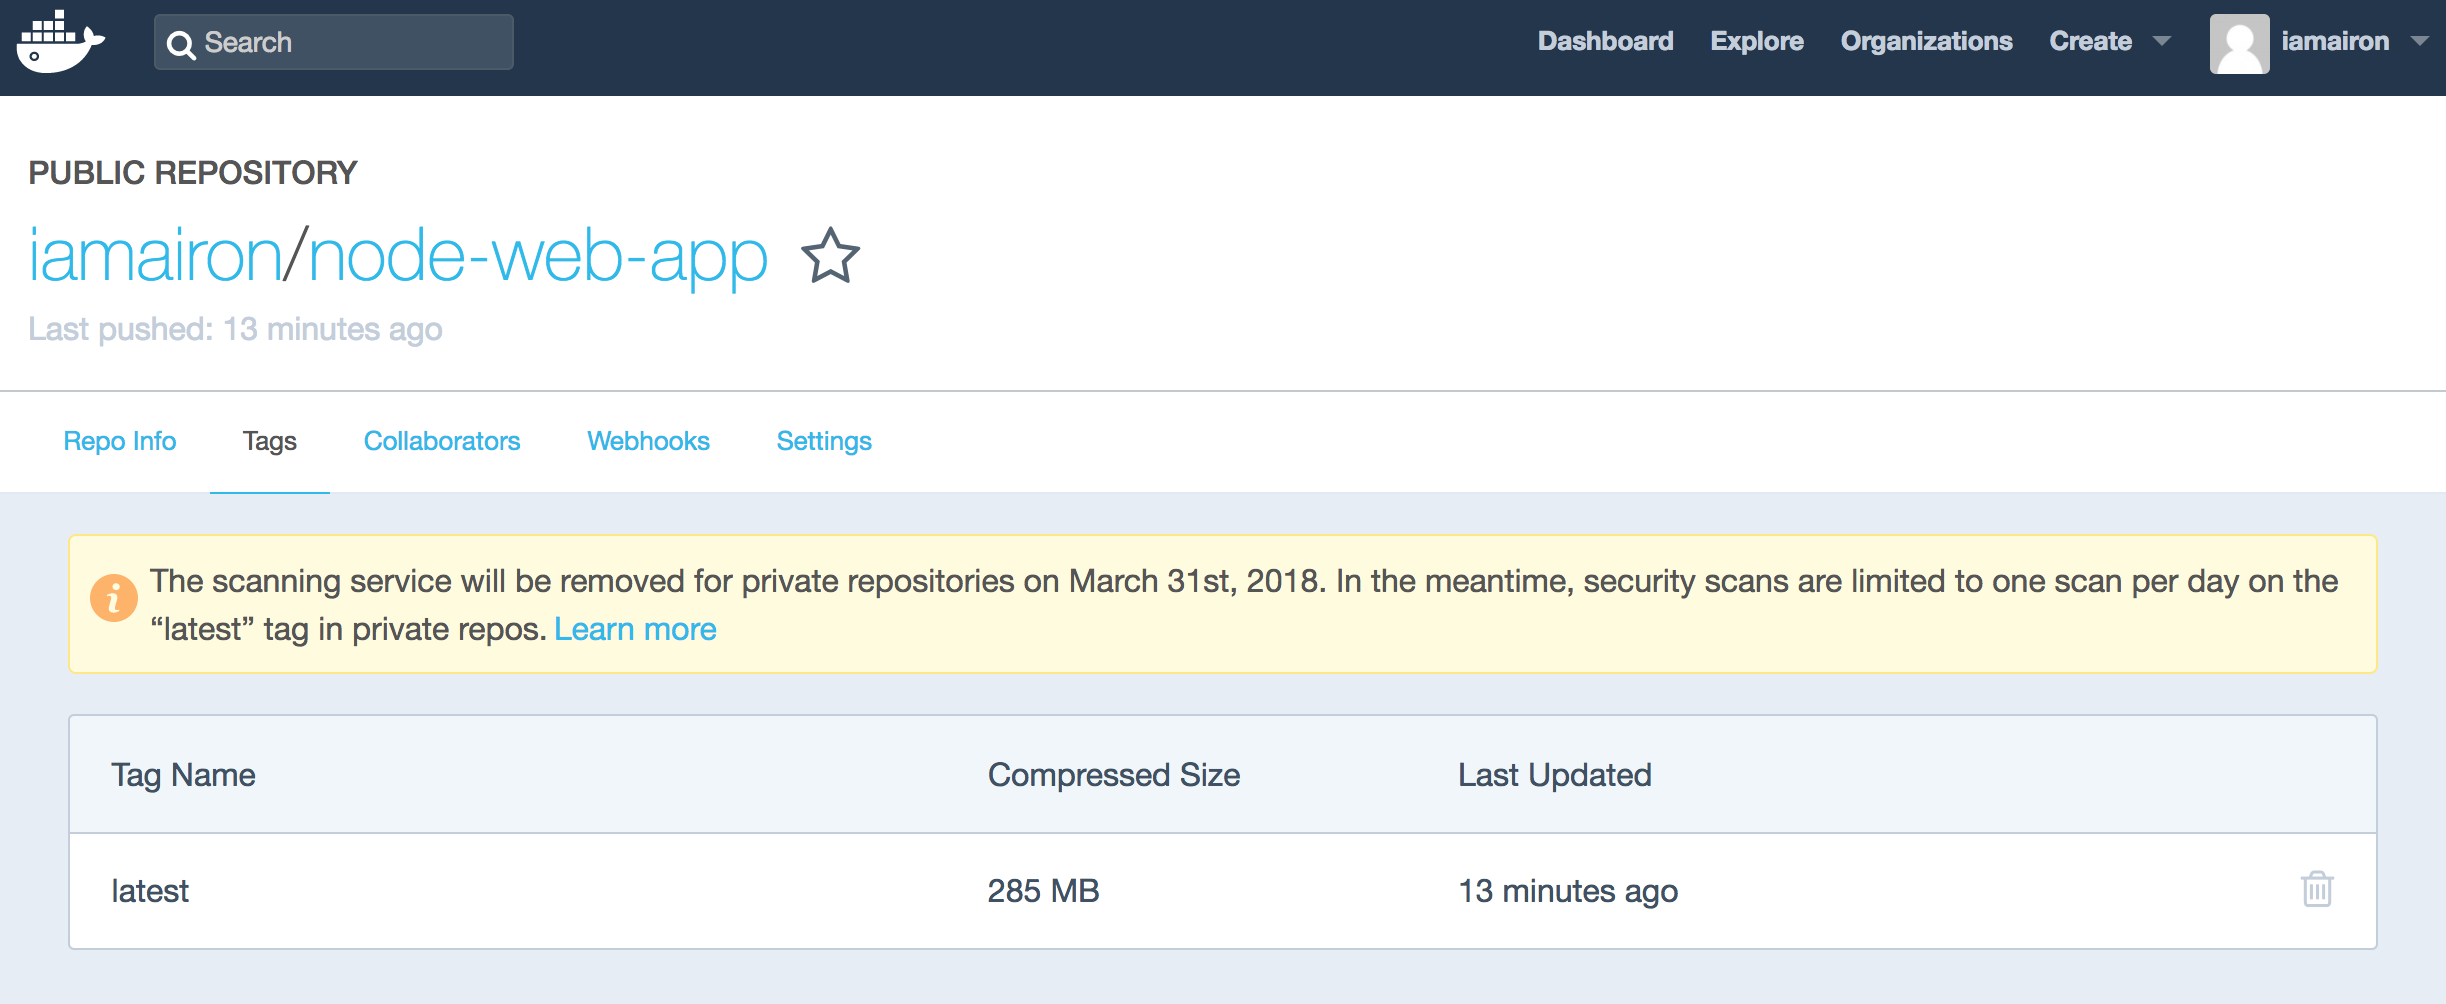 Search
Dashboard Explore Organizations Create iamairon
PUBLIC REPOSITORY
iamairon/node-web-app
Last pushed: 13 minutes ago
Repo Info Tags Collaborators Webhooks Settings
The scanning service will be removed for private repositories on March 31st, 2018. In the meantime, security scans are limited to one scan per day on the
“latest” tag in private repos. Learn more
Tag Name Compressed Size Last Updated
latest 285 MB 13 minutes ago